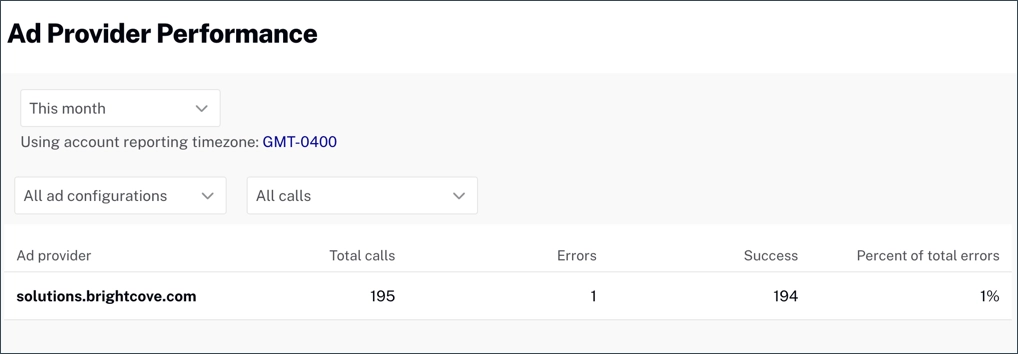 Ad Provider Performance
This month
Using account reporting timezone: GMT-0400
All ad configurations All calls
Ad provider Total calls Errors Success Percent of total errors
solutions.brightcove.com 195 1 194 1%